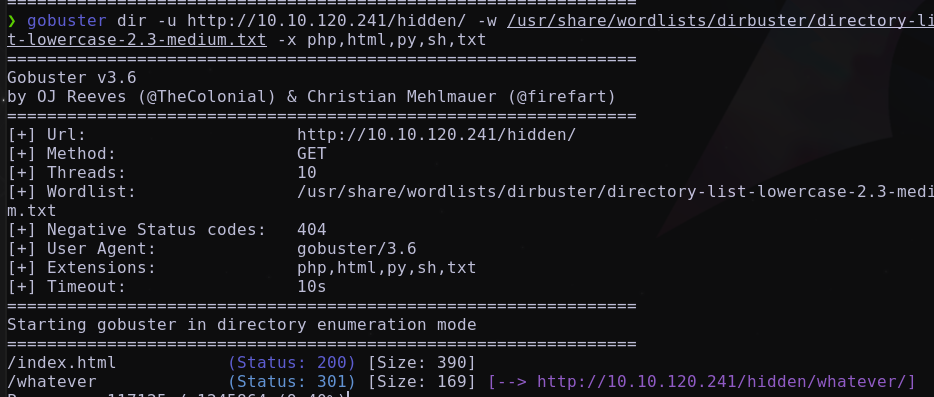 ===============================================================
❯ gobuster dir -u http://10.10.120.241/hidden/ -w /usr/share/wordlists/dirbuster/directory-li
t-lowercase-2.3-medium.txt -x php,html,py,sh,txt
===============================================================
Gobuster v3.6
by OJ Reeves (@TheColonial) & Christian Mehlmauer (@firefart)
===============================================================
[+] Url:                     http://10.10.120.241/hidden/
[+] Method:                  GET
[+] Threads:                 10
[+] Wordlist:                /usr/share/wordlists/dirbuster/directory-list-lowercase-2.3-medi
m.txt
[+] Negative Status codes:   404
[+] User Agent:              gobuster/3.6
[+] Extensions:              php,html,py,sh,txt
[+] Timeout:                 10s
===============================================================
Starting gobuster in directory enumeration mode
===============================================================
/index.html           (Status: 200) [Size: 390]
/whatever             (Status: 301) [Size: 169] [--> http://10.10.120.241/hidden/whatever/]